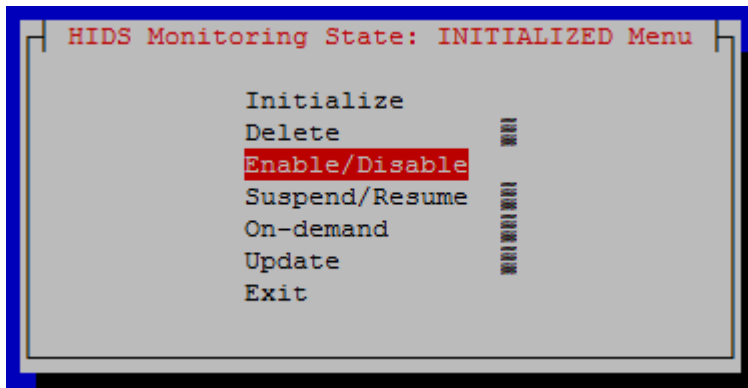 HIDS Monitoring State: INITIALIZED Menu
Initialize
Delete
Enable/Disable
Suspend/Resume
On-demand
Update
Exit